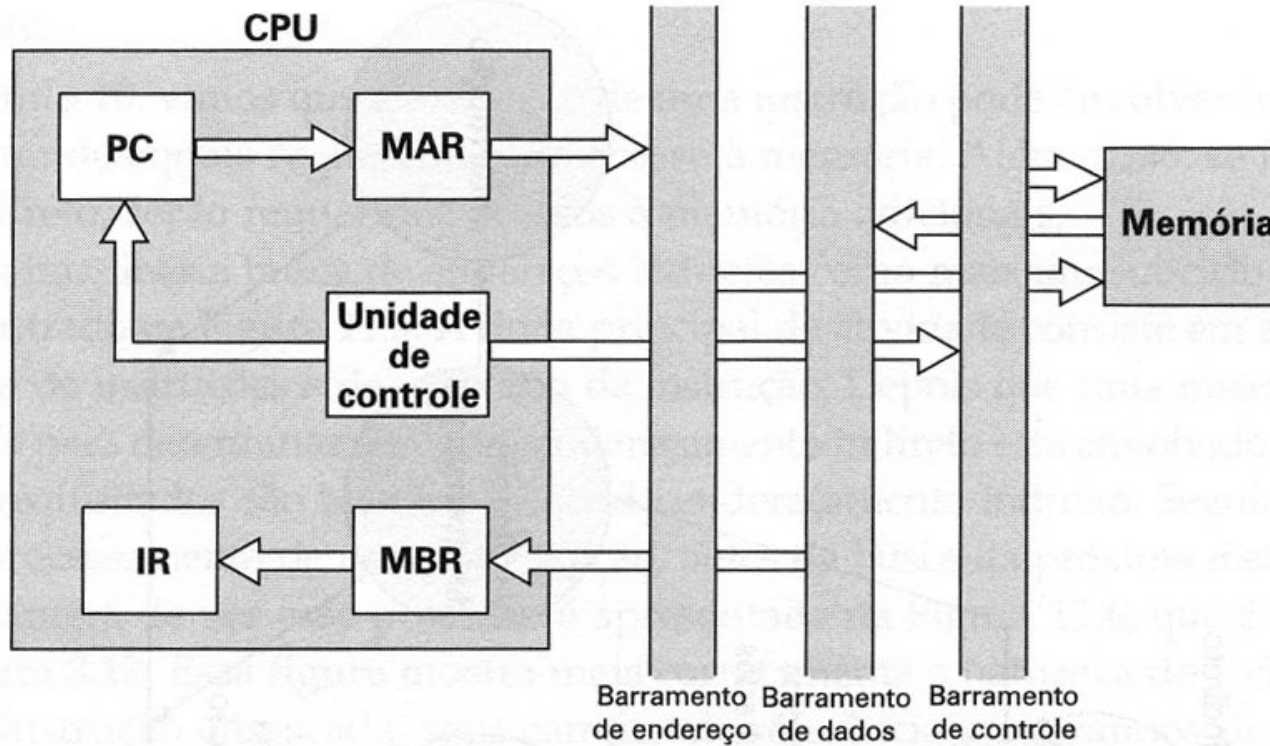 CPU
PC
MAR
Memória
Unidade
de
controle
IR
MBR
Barramento
de endereço
Barramento
de dados
Barramento
de controle